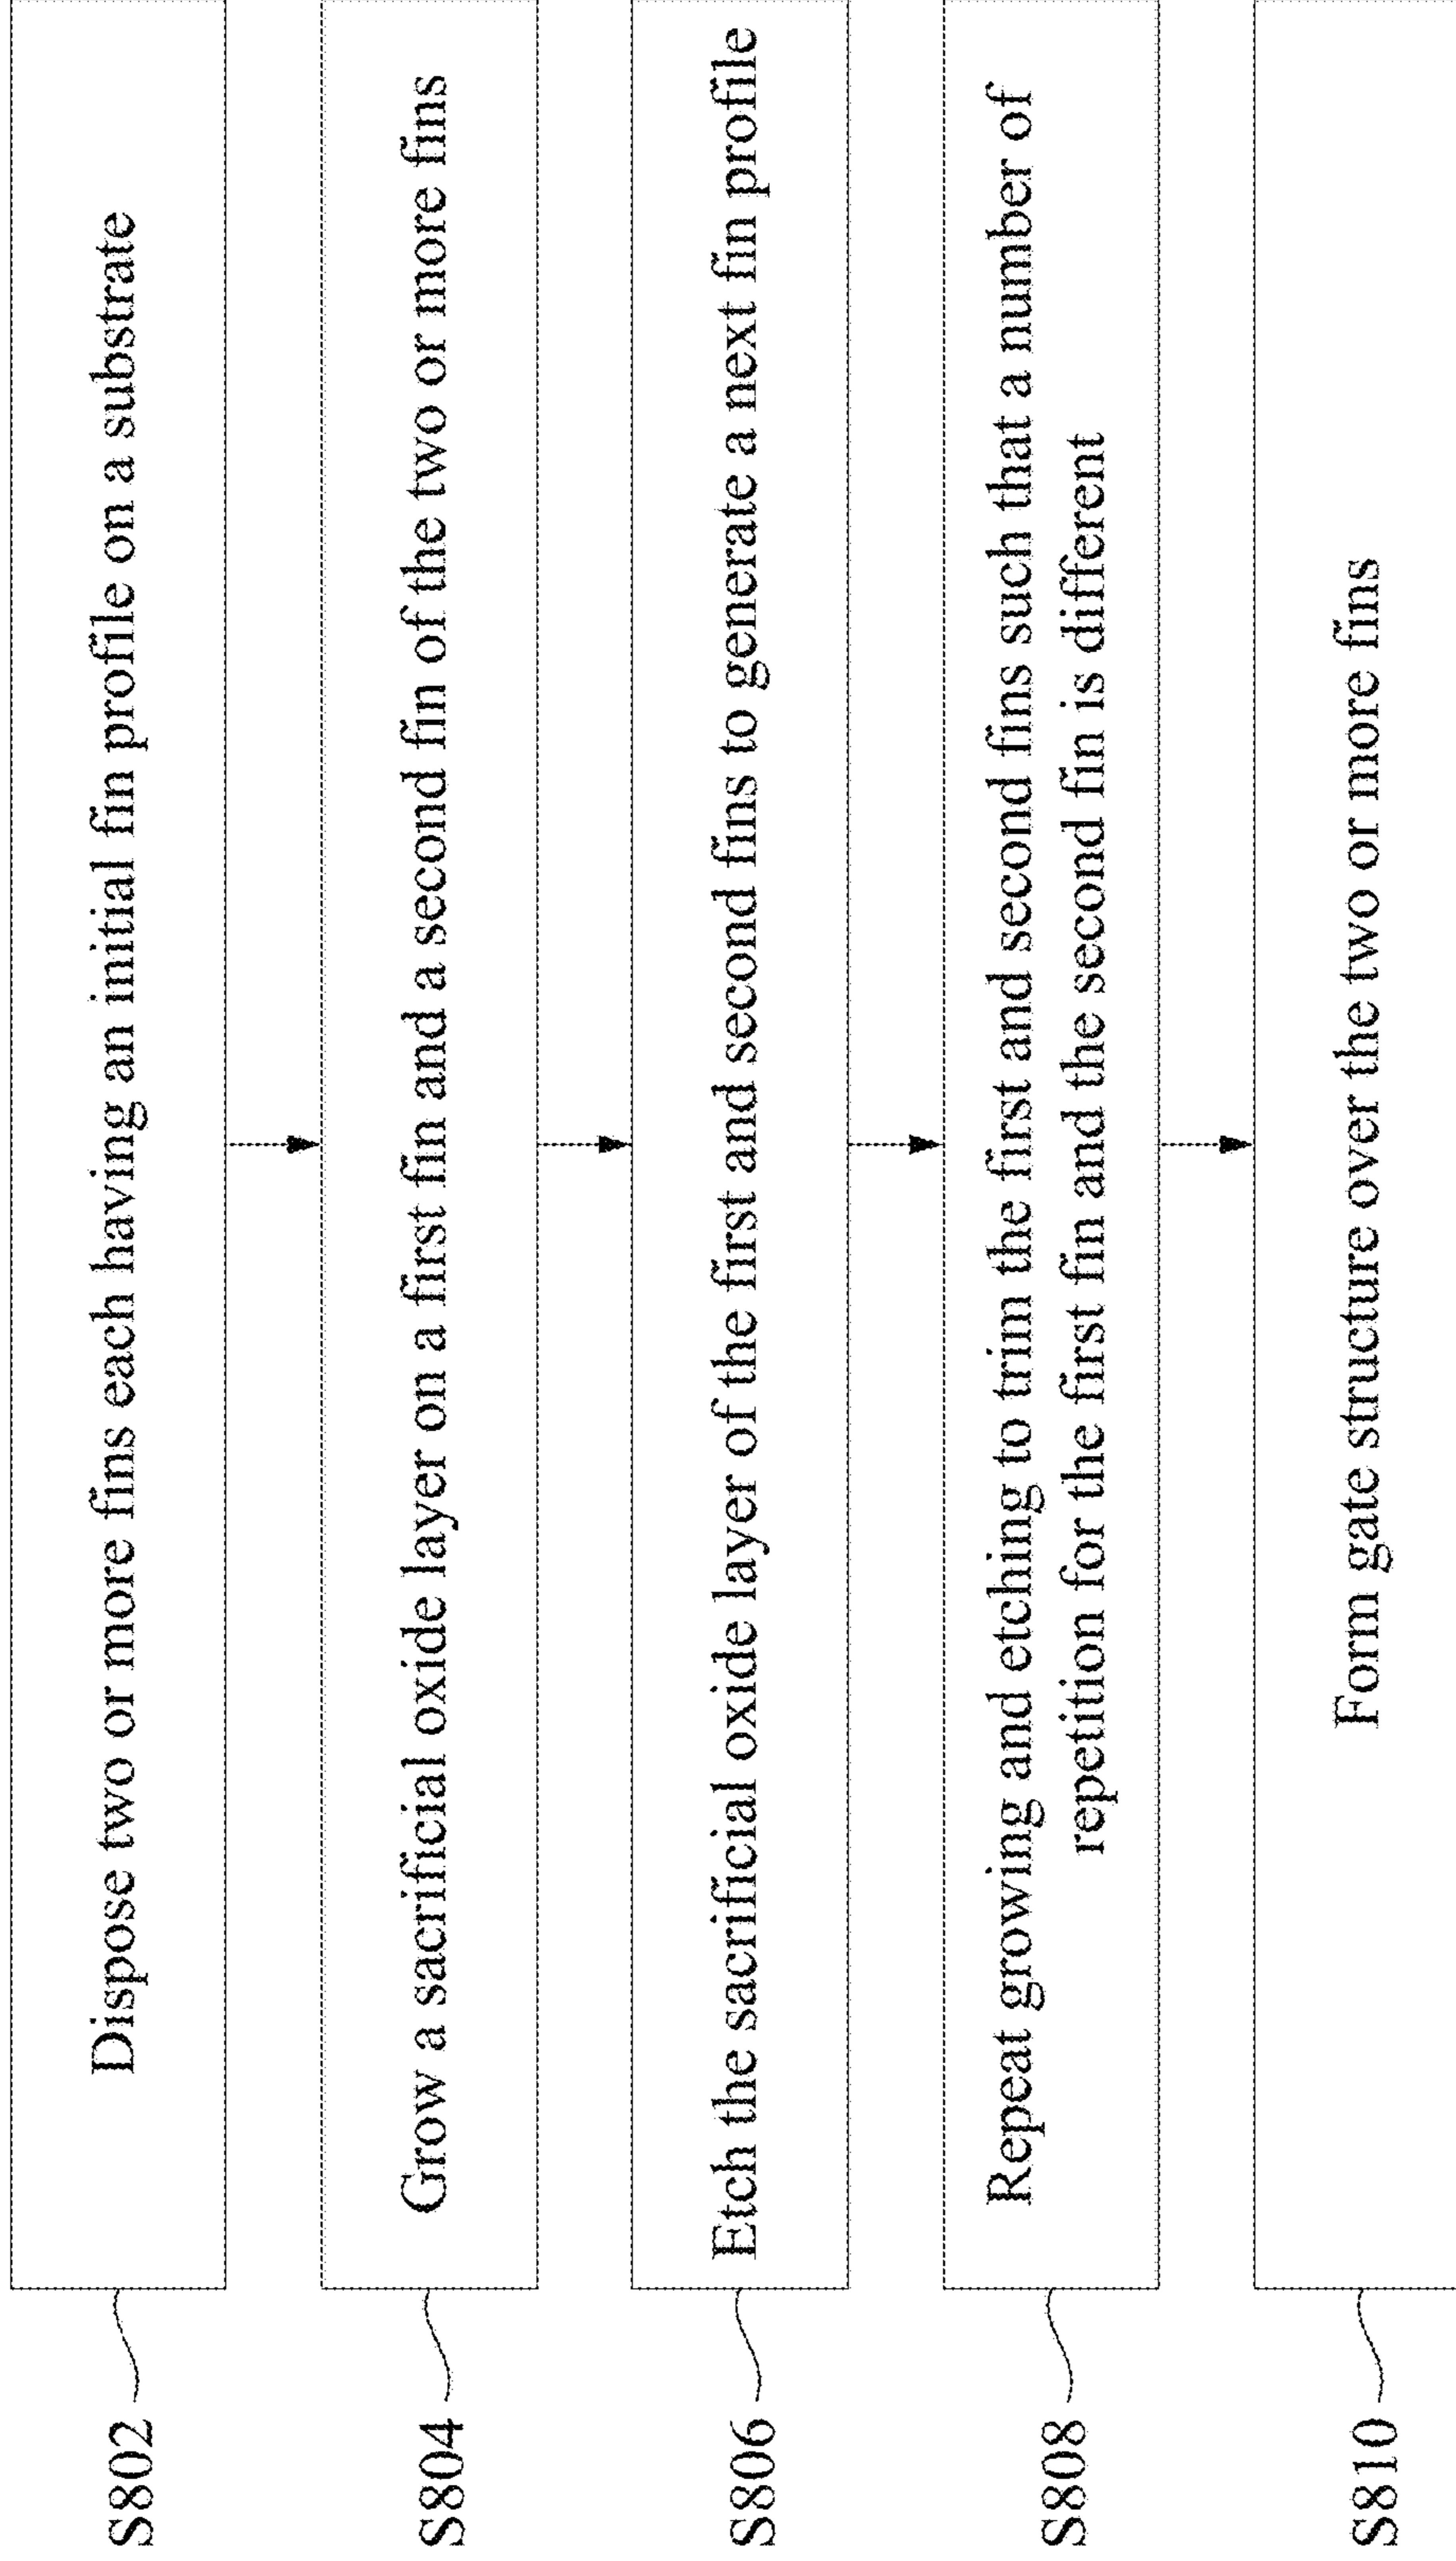 S802
Dispose two or more fins each having an initial fin profile on a substrate
S804
Grow a sacrificial oxide layer on a first fin and a second fin of the two or more fins
S806
Etch the sacrificial oxide layer of the first and second fins to generate a next fin profile
S808
Repeat growing and etching to trim the first and second fins such that a number of
repetition for the first fin and the second fin is different
S810
Form gate structure over the two or more fins